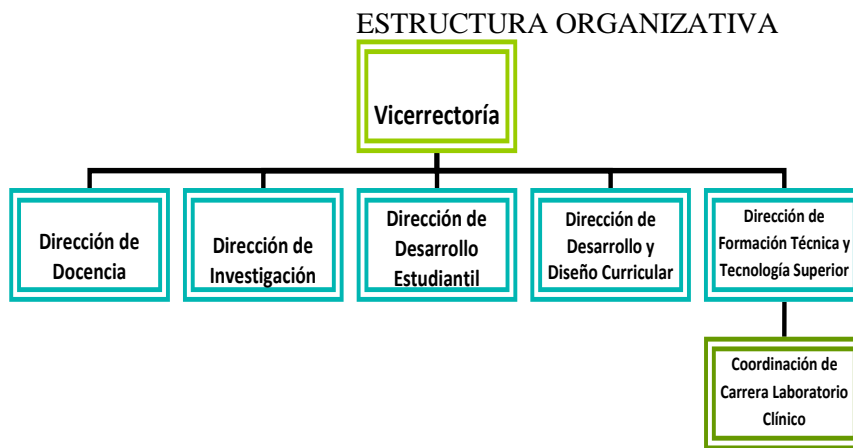 ESTRUCTURA ORGANIZATIVA
Vicerrectoría
Dirección de
Docencia
Dirección de
Investigación
Dirección de
Desarrollo
Estudiantil
Dirección de
Desarrollo y
Diseño Curricular
Dirección de
Formación Técnica y
Tecnología Superior
Coordinación de
Carrera Laboratorio
Clínico